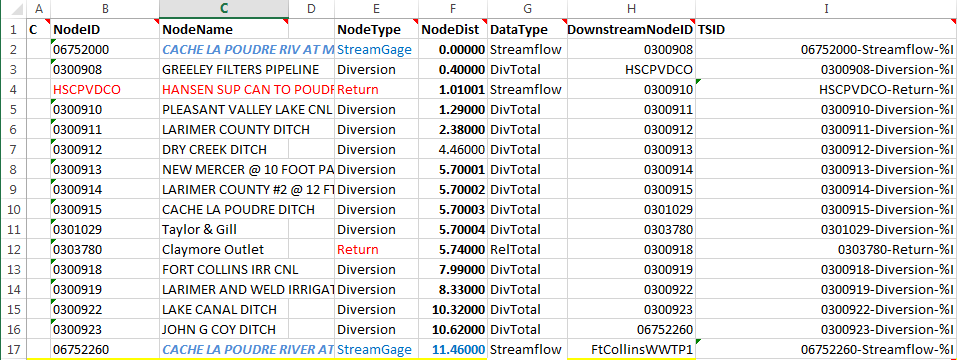 A B C D E F G H I
1 C NodeID NodeName NodeType NodeDist DataType DownstreamNodeID TSID
2 06752000 CACHE LA POUDRE RIV AT M StreamGage 0.00000 Streamflow 0300908 06752000-Streamflow-%I
3 0300908 GREELEY FILTERS PIPELINE Diversion 0.40000 DivTotal HSCPVDCO 0300908-Diversion-%I
4 HSCPVDCO HANSEN SUP CAN TO POUDR Return 1.01001 Streamflow 0300910 HSCPVDCO-Return-%I
5 0300910 PLEASANT VALLEY LAKE CNL Diversion 1.29000 DivTotal 0300911 0300910-Diversion-%I
6 0300911 LARIMER COUNTY DITCH Diversion 2.38000 DivTotal 0300912 0300911-Diversion-%I
7 0300912 DRY CREEK DITCH Diversion 4.46000 DivTotal 0300913 0300912-Diversion-%I
8 0300913 NEW MERCER @ 10 FOOT PA Diversion 5.70001 DivTotal 0300914 0300913-Diversion-%I
9 0300914 LARIMER COUNTY #2 @ 12 FT Diversion 5.70002 DivTotal 0300915 0300914-Diversion-%I
10 0300915 CACHE LA POUDRE DITCH Diversion 5.70003 DivTotal 0301029 0300915-Diversion-%I
11 0301029 Taylor & Gill Diversion 5.70004 DivTotal 0303780 0301029-Diversion-%I
12 0303780 Claymore Outlet Return 5.74000 RelTotal 0300918 0303780-Return-%I
13 0300918 FORT COLLINS IRR CNL Diversion 7.99000 DivTotal 0300919 0300918-Diversion-%I
14 0300919 LARIMER AND WELD IRRIGAT Diversion 8.33000 DivTotal 0300922 0300919-Diversion-%I
15 0300922 LAKE CANAL DITCH Diversion 10.32000 DivTotal 0300923 0300922-Diversion-%I
16 0300923 JOHN G COY DITCH Diversion 10.62000 DivTotal 06752260 0300923-Diversion-%I
17 06752260 CACHE LA POUDRE RIVER AT StreamGage 11.46000 Streamflow FtCollinsWWTP1 06752260-Streamflow-%I